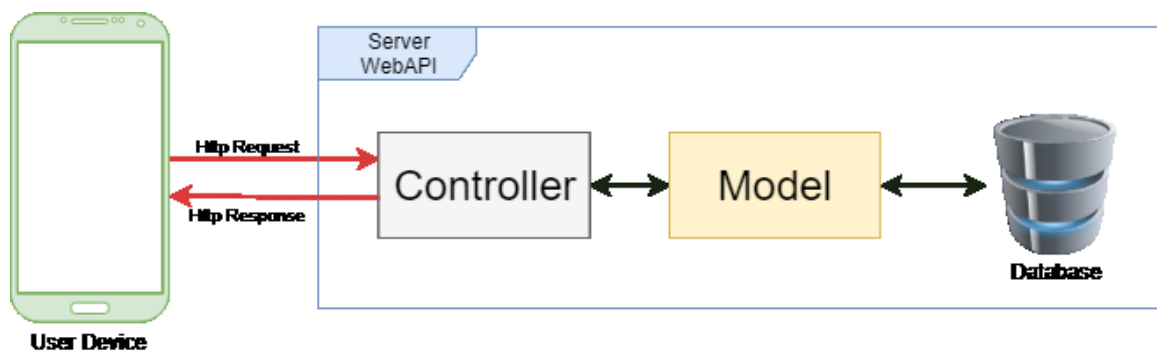 Server
WebAPI
Http Request
Controller
Model
Http Response
Database
User Device